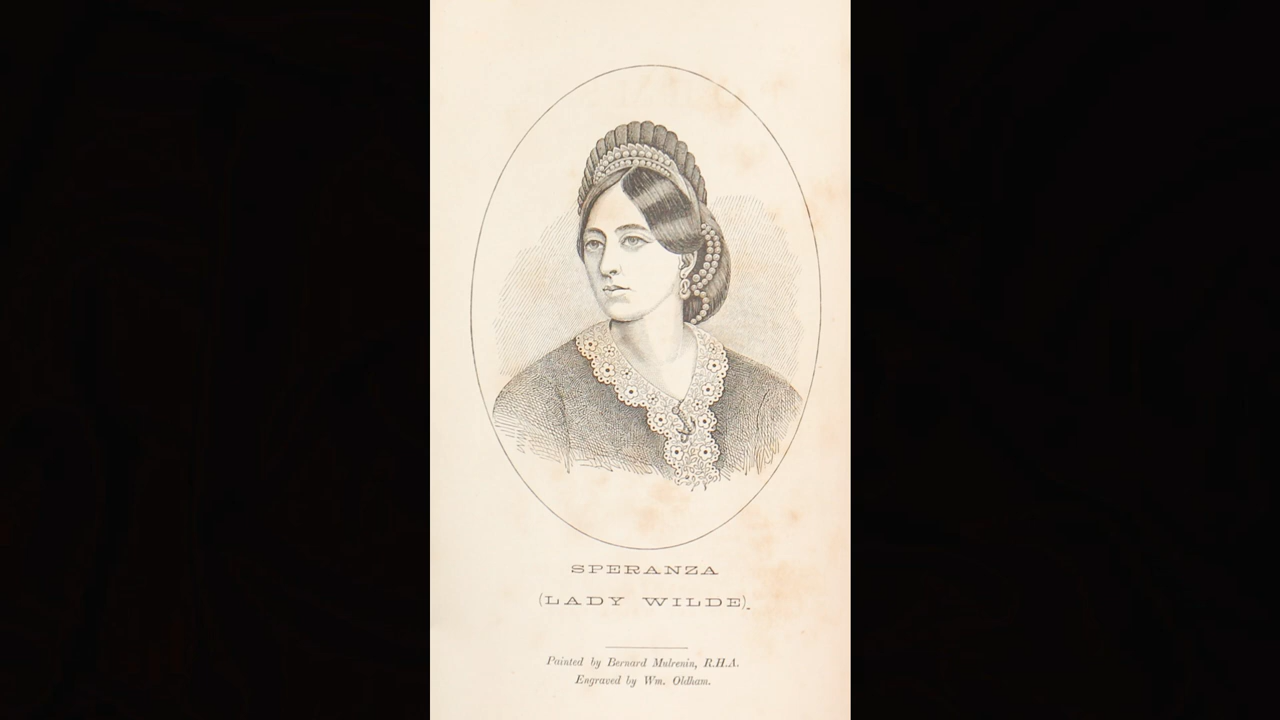 SPERANZA
(LADY WILDE).
Painted by Bernard Mulrenin, R.H.A.
Engraved by Wm. Oldham.